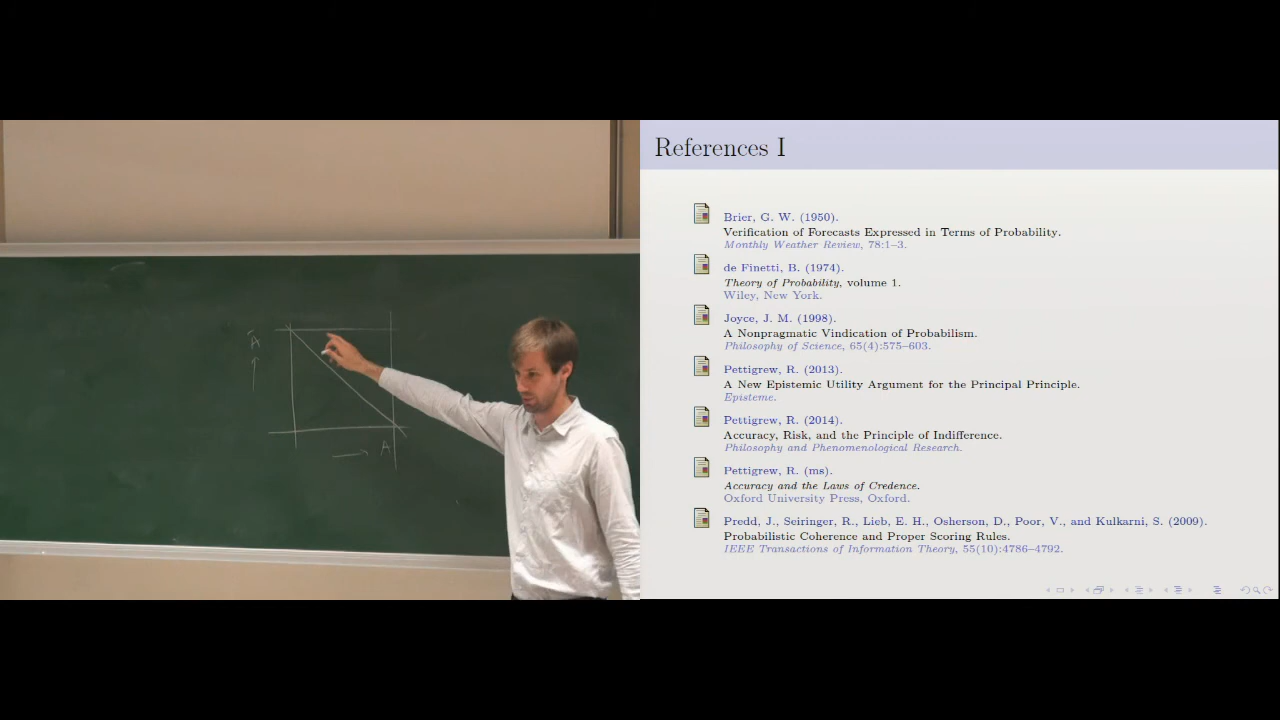 Ā
A
References I
Brier, G. W. (1950).
Verification of Forecasts Expressed in Terms of Probability.
Monthly Weather Review, 78:1–3.
de Finetti, B. (1974).
Theory of Probability, volume 1.
Wiley, New York.
Joyce, J. M. (1998).
A Nonpragmatic Vindication of Probabilism.
Philosophy of Science, 65(4):575–603.
Pettigrew, R. (2013).
A New Epistemic Utility Argument for the Principal Principle.
Episteme.
Pettigrew, R. (2014).
Accuracy, Risk, and the Principle of Indifference.
Philosophy and Phenomenological Research.
Pettigrew, R. (ms).
Accuracy and the Laws of Credence.
Oxford University Press, Oxford.
Predd, J., Seiringer, R., Lieb, E. H., Osherson, D., Poor, V., and Kulkarni, S. (2009).
Probabilistic Coherence and Proper Scoring Rules.
IEEE Transactions of Information Theory, 55(10):4786–4792.